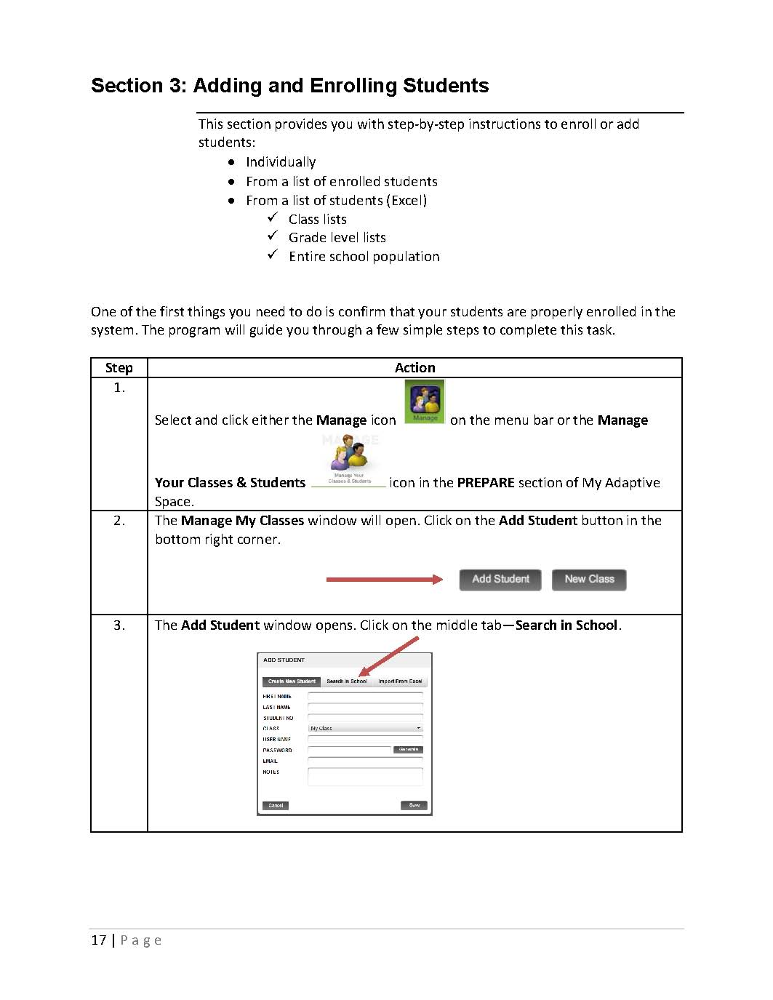 Section 3: Adding and Enrolling Students
This section provides you with step-by-step instructions to enroll or add
students:
● Individually
● From a list of enrolled students
● From a list of students (Excel)
✓ Class lists
✓ Grade level lists
✓ Entire school population
One of the first things you need to do is confirm that your students are properly enrolled in the
system. The program will guide you through a few simple steps to complete this task.
Step Action
1.
Manage
Select and click either the Manage icon on the menu bar or the Manage
MANAGE
Manage Your
Classes & Students
Your Classes & Students icon in the PREPARE section of My Adaptive
Space.
2. The Manage My Classes window will open. Click on the Add Student button in the
bottom right corner.
Add Student New Class
3. The Add Student window opens. Click on the middle tab—Search in School.
ADD STUDENT
Create New Student Search in School Import From Excel
FIRST NAME
LAST NAME
STUDENT NO
CLASS My Class
USER NAME
PASSWORD Generate
EMAIL
NOTES
Cancel Save
17 | Page